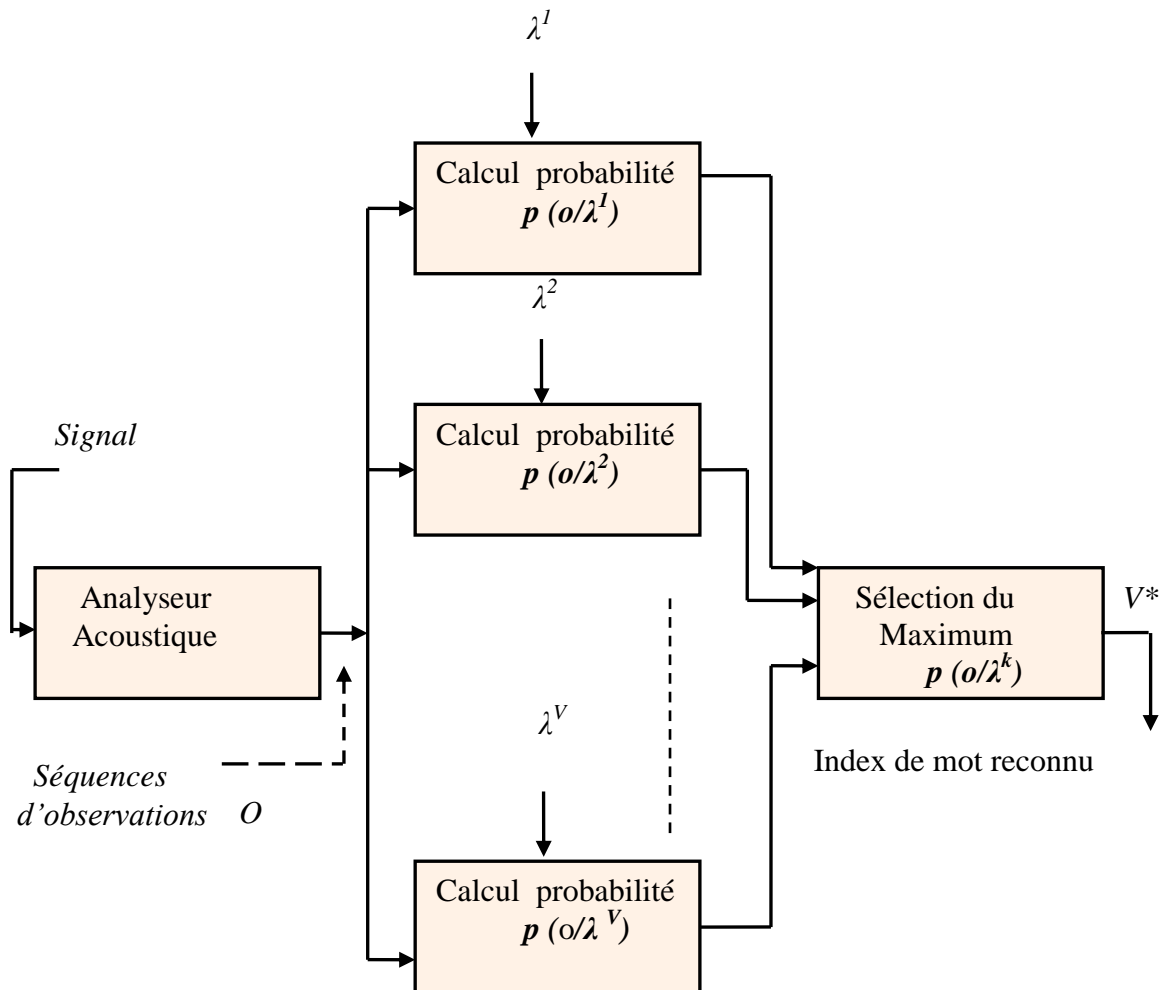 λ¹
Calcul probabilité
p (o/λ¹)
λ²
Calcul probabilité
p (o/λ²)
Signal
Analyseur
Acoustique
Sélection du
Maximum
p (o/λᵏ)
V*
λⱽ
Index de mot reconnu
Séquences
d’observations O
Calcul probabilité
p (o/λ ⱽ)